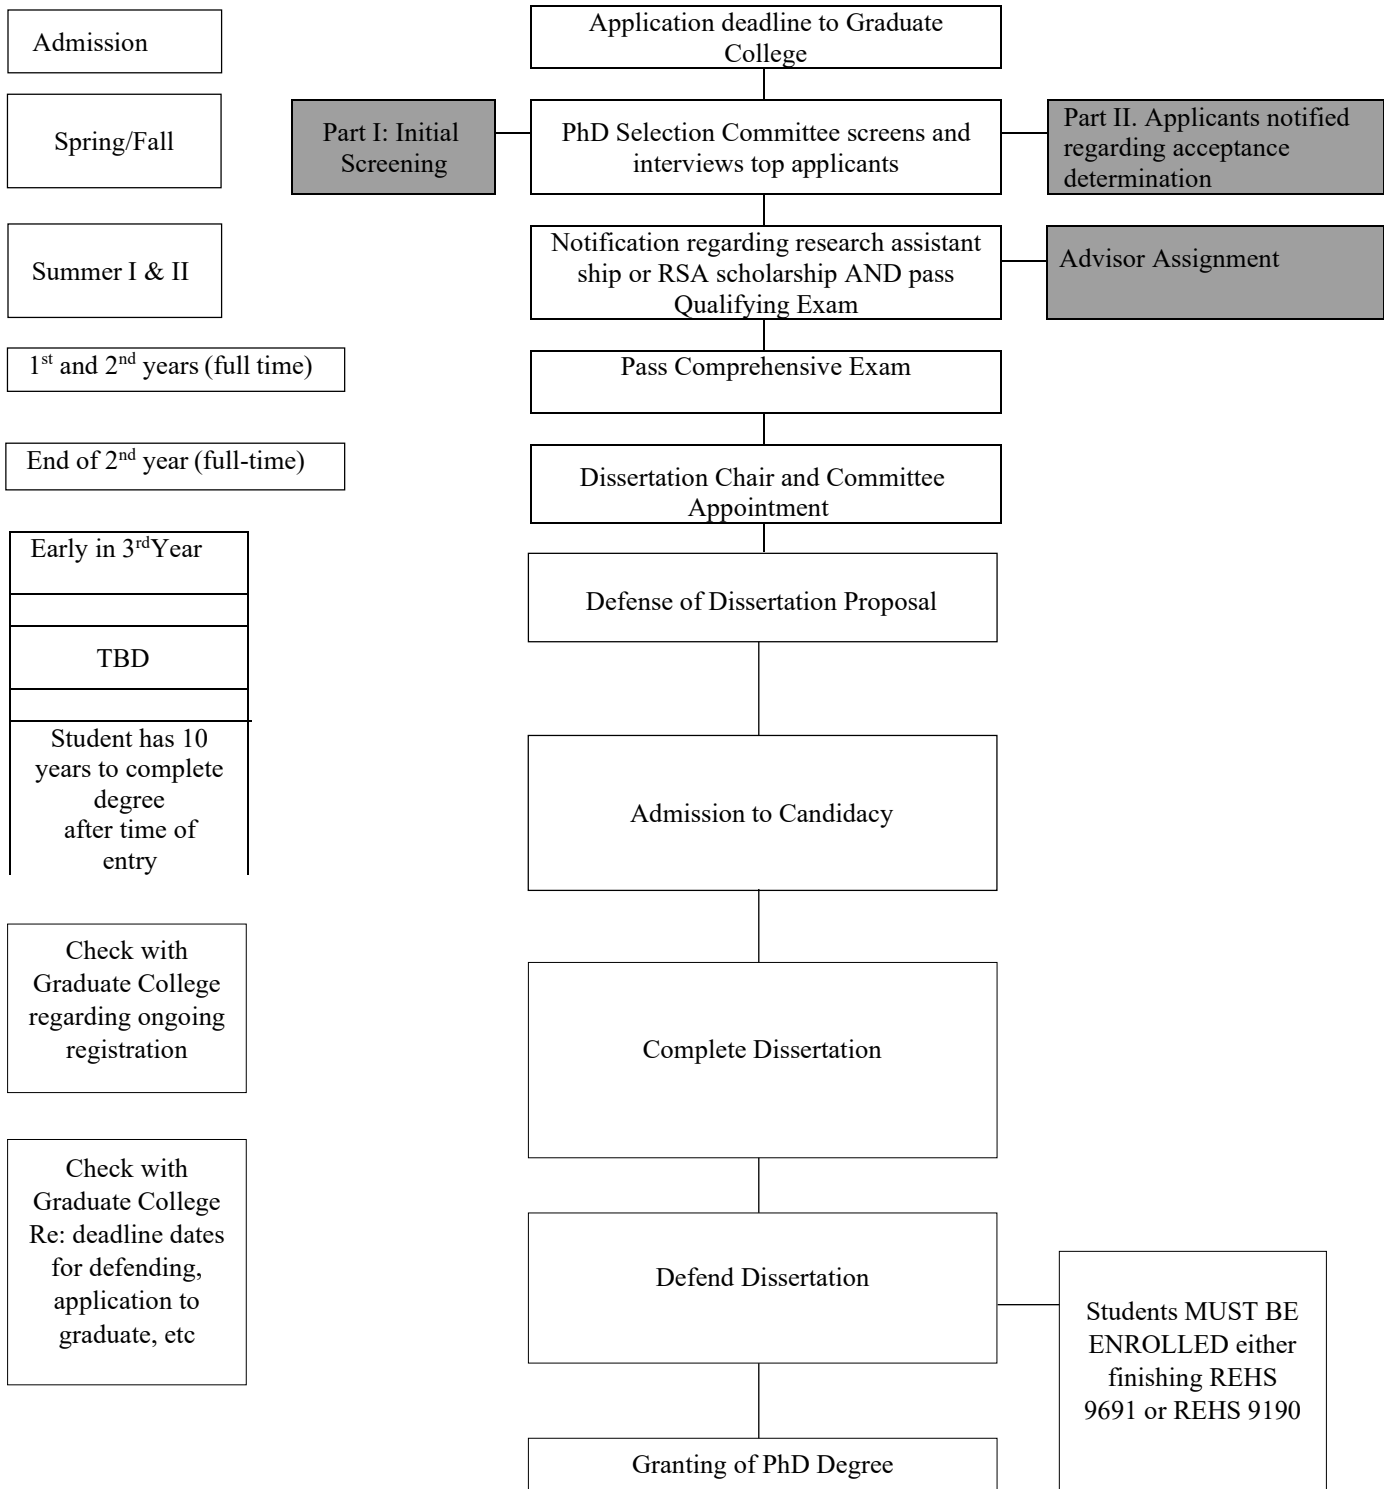 Admission
Application deadline to Graduate
College
Spring/Fall
Part I: Initial
Screening
PhD Selection Committee screens and
interviews top applicants
Part II. Applicants notified
regarding acceptance
determination
Summer I & II
Notification regarding research assistant
ship or RSA scholarship AND pass
Qualifying Exam
Advisor Assignment
1st and 2nd years (full time)
Pass Comprehensive Exam
End of 2nd year (full-time)
Dissertation Chair and Committee
Appointment
Early in 3rdYear
Defense of Dissertation Proposal
TBD
Student has 10
years to complete
degree
after time of
entry
Admission to Candidacy
Check with
Graduate College
regarding ongoing
registration
Complete Dissertation
Check with
Graduate College
Re: deadline dates
for defending,
application to
graduate, etc
Defend Dissertation
Students MUST BE
ENROLLED either
finishing REHS
9691 or REHS 9190
Granting of PhD Degree